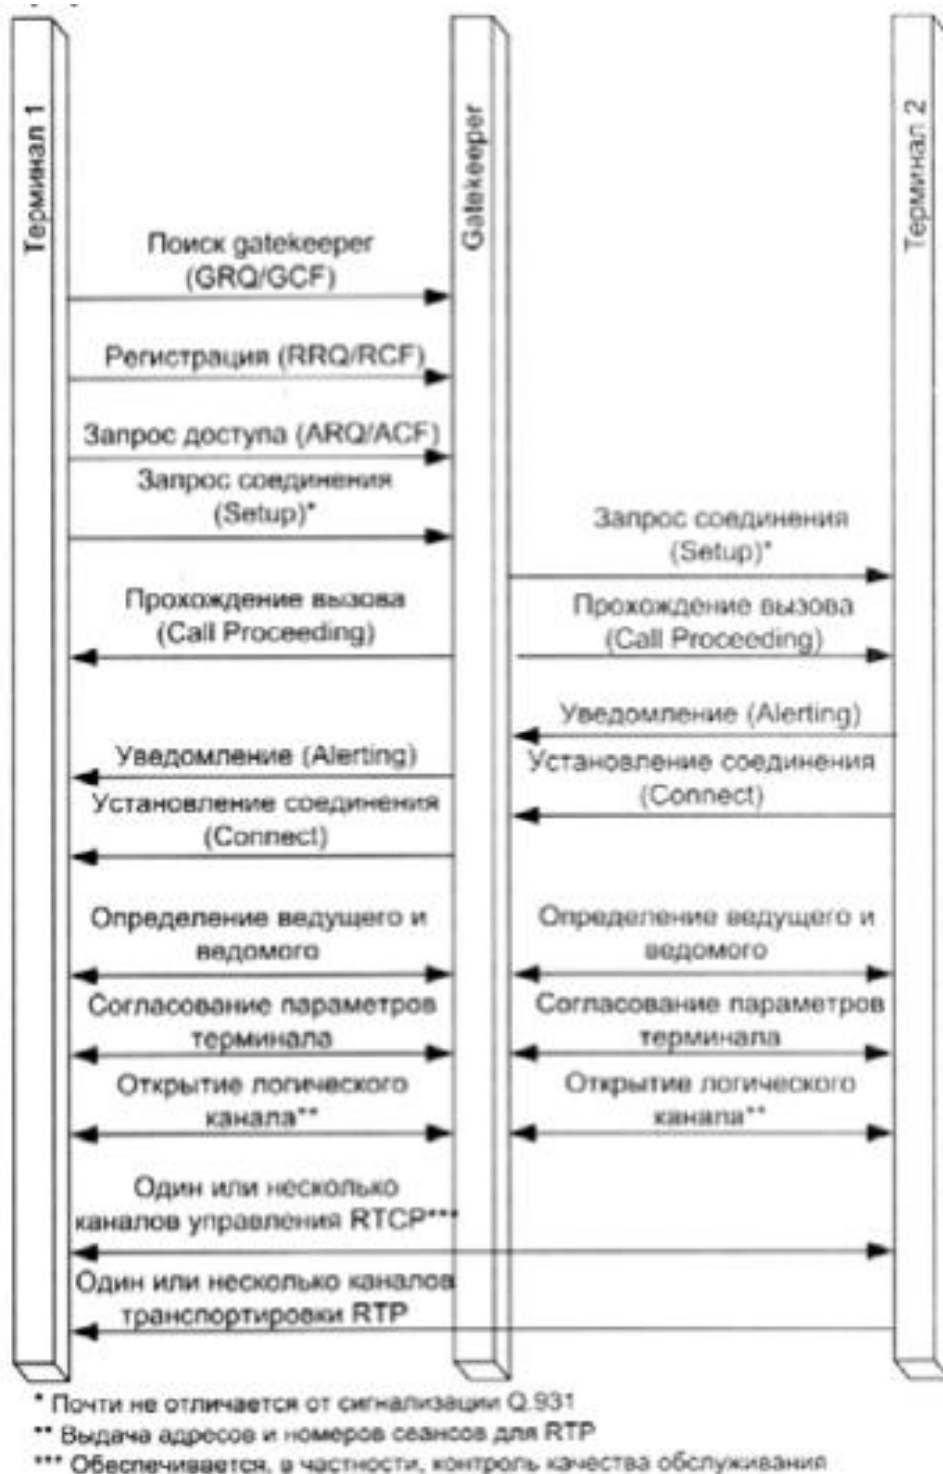 Терминал 1
Gatekeeper
Терминал 2
Поиск gatekeeper
(GRQ/GCF)
Регистрация (RRQ/RCF)
Запрос доступа (ARQ/ACF)
Запрос соединения
(Setup)*
Запрос соединения
(Setup)*
Прохождение вызова
(Call Proceeding)
Прохождение вызова
(Call Proceeding)
Уведомление (Alerting)
Уведомление (Alerting)
Установление соединения
(Connect)
Установление соединения
(Connect)
Определение ведущего и
ведомого
Определение ведущего и
ведомого
Согласование параметров
терминала
Согласование параметров
терминала
Открытие логического
канала**
Открытие логического
канала**
Один или несколько
каналов управления RTCP***
Один или несколько каналов
транспортировки RTP
* Почти не отличается от сигнализации Q.931
** Выдача адресов и номеров сеансов для RTP
*** Обеспечивается, в частности, контроль качества обслуживания